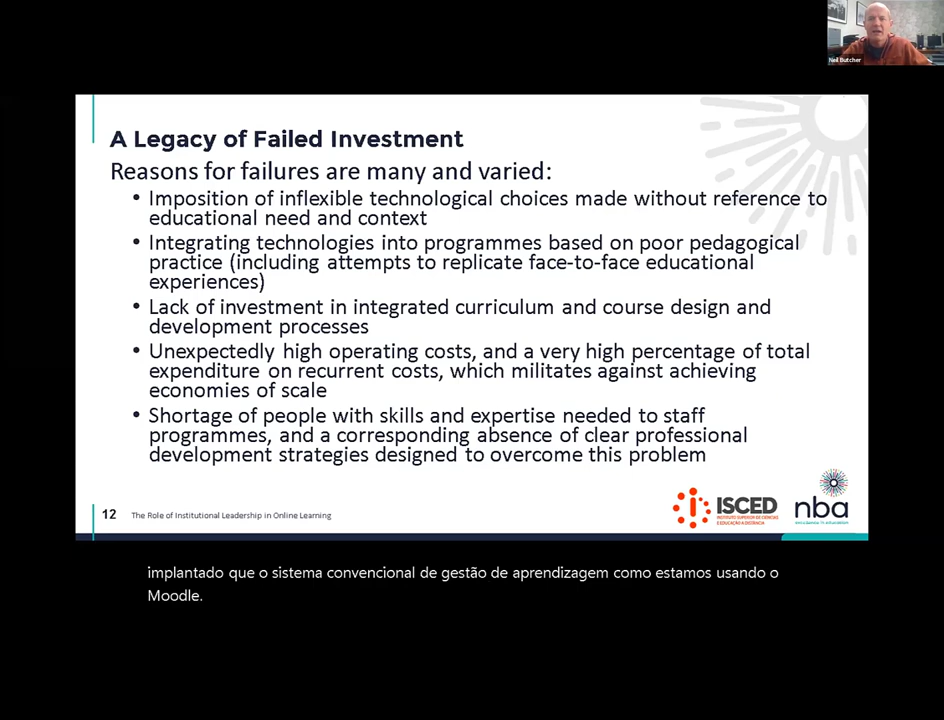 Neil Butcher
A Legacy of Failed Investment
Reasons for failures are many and varied:
• Imposition of inflexible technological choices made without reference to
educational need and context
• Integrating technologies into programmes based on poor pedagogical
practice (including attempts to replicate face-to-face educational
experiences)
• Lack of investment in integrated curriculum and course design and
development processes
• Unexpectedly high operating costs, and a very high percentage of total
expenditure on recurrent costs, which militates against achieving
economies of scale
• Shortage of people with skills and expertise needed to staff
programmes, and a corresponding absence of clear professional
development strategies designed to overcome this problem
12 The Role of Institutional Leadership in Online Learning
ISCED
INSTITUTO SUPERIOR DE CIÊNCIAS
E EDUCAÇÃO A DISTÂNCIA
nba
implantado que o sistema convencional de gestão de aprendizagem como estamos usando o
Moodle.